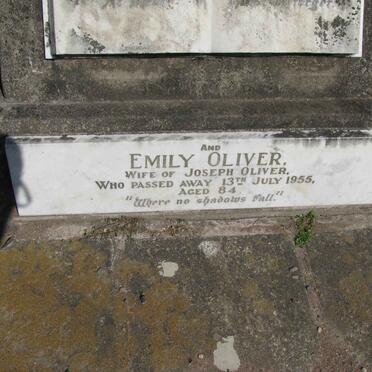 AND
EMILY OLIVER.
WIFE OF JOSEPH OLIVER.
WHO PASSED AWAY 13TH JULY 1955,
AGED 84.
"Where no shadows fall."